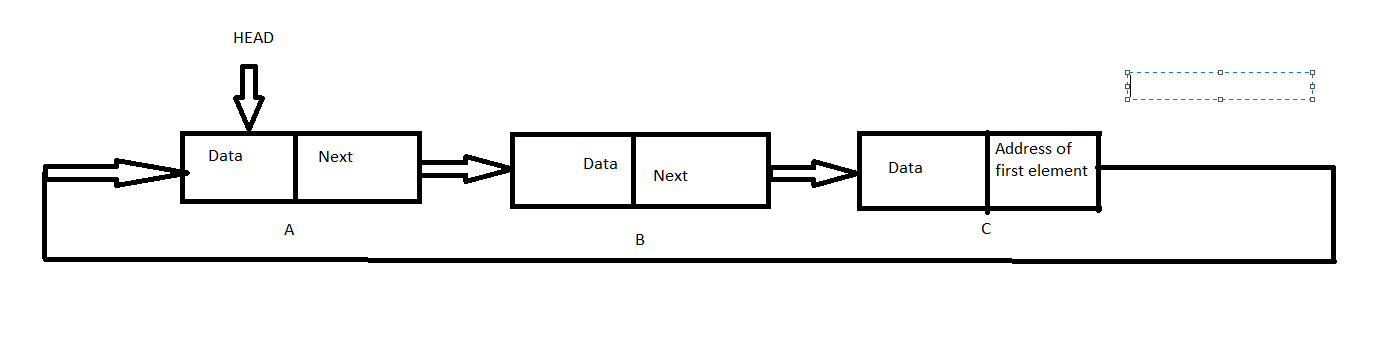 HEAD
Data
Next
Data
Next
Data
Address of
first element
A
B
C